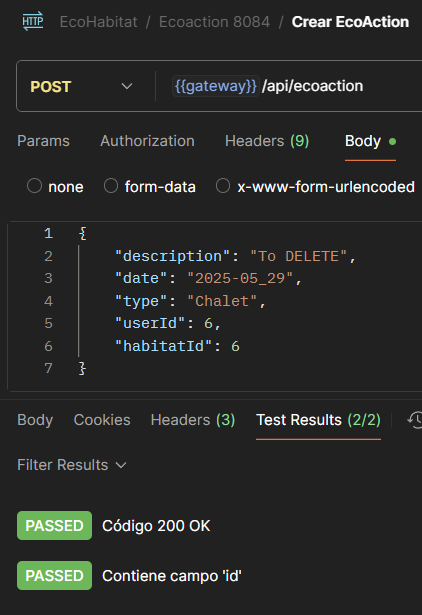 HTTP EcoHabitat / Ecoaction 8084 / Crear EcoAction
POST {{gateway}} /api/ecoaction
Params Authorization Headers (9) Body
none form-data x-www-form-urlencoded
1 {
2 "description": "To DELETE",
3 "date": "2025-05_29",
4 "type": "Chalet",
5 "userId": 6,
6 "habitatId": 6
7 }
Body Cookies Headers (3) Test Results (2/2)
Filter Results
PASSED Código 200 OK
PASSED Contiene campo 'id'